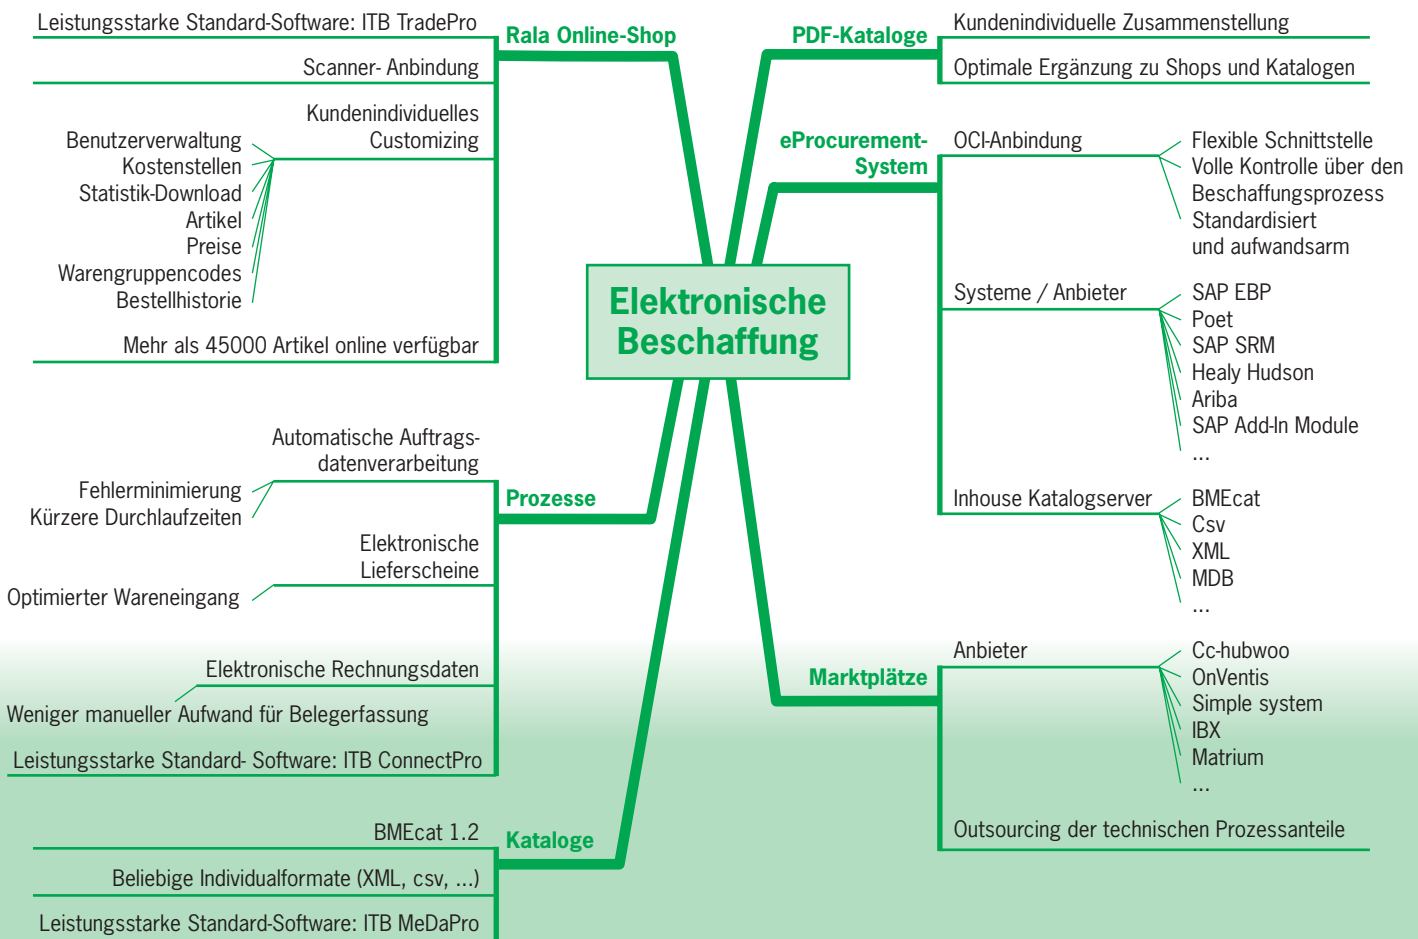 Elektronische
Beschaffung
Rala Online-Shop
Leistungsstarke Standard-Software: ITB TradePro
Scanner- Anbindung
Kundenindividuelles
Customizing
Benutzerverwaltung
Kostenstellen
Statistik-Download
Artikel
Preise
Warengruppencodes
Bestellhistorie
Mehr als 45000 Artikel online verfügbar
Prozesse
Automatische Auftrags-
datenverarbeitung
Fehlerminimierung
Kürzere Durchlaufzeiten
Elektronische
Lieferscheine
Optimierter Wareneingang
Elektronische Rechnungsdaten
Weniger manueller Aufwand für Belegerfassung
Leistungsstarke Standard- Software: ITB ConnectPro
Kataloge
BMEcat 1.2
Beliebige Individualformate (XML, csv, ...)
Leistungsstarke Standard-Software: ITB MeDaPro
PDF-Kataloge
Kundenindividuelle Zusammenstellung
Optimale Ergänzung zu Shops und Katalogen
eProcurement-
System
OCI-Anbindung
Flexible Schnittstelle
Volle Kontrolle über den
Beschaffungsprozess
Standardisiert
und aufwandsarm
Systeme / Anbieter
SAP EBP
Poet
SAP SRM
Healy Hudson
Ariba
SAP Add-In Module
...
Inhouse Katalogserver
BMEcat
Csv
XML
MDB
...
Marktplätze
Anbieter
Cc-hubwoo
OnVentis
Simple system
IBX
Matrium
...
Outsourcing der technischen Prozessanteile